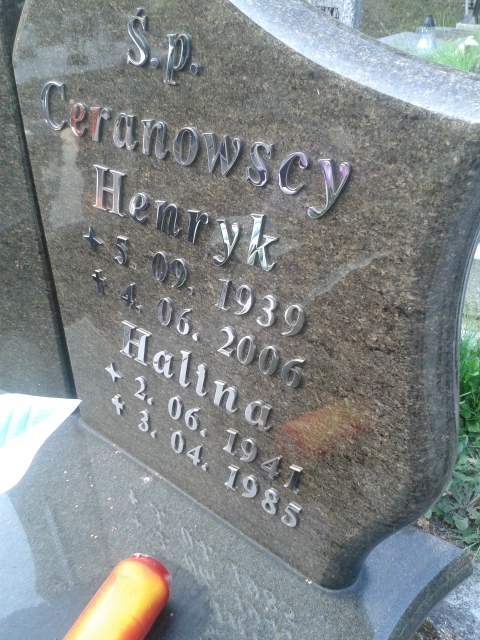 Ś.p.
Ceranowscy
Henryk
✦ 5. 09. 1939
✝ 4. 06. 2006
Halina
✦ 2. 06. 1941
✝ 3. 04. 1985